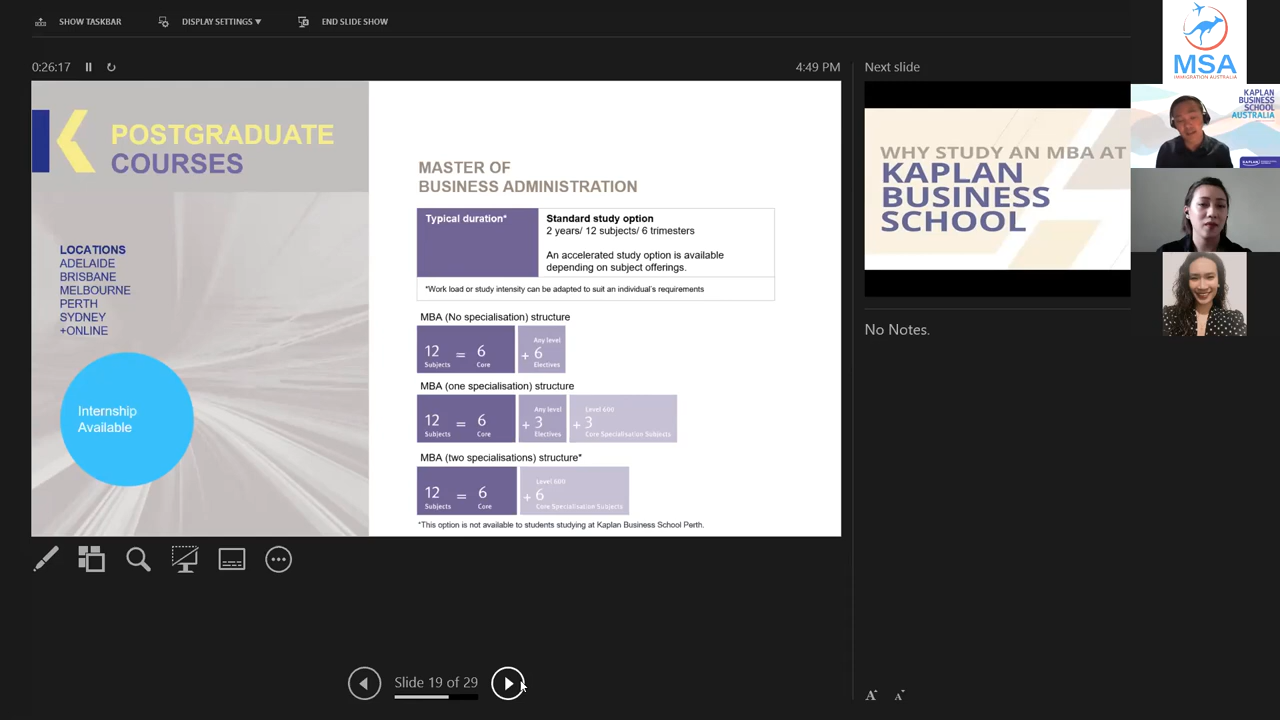 SHOW TASKBAR
DISPLAY SETTINGS
END SLIDE SHOW
0:26:17
4:49 PM
POSTGRADUATE
COURSES
LOCATIONS
ADELAIDE
BRISBANE
MELBOURNE
PERTH
SYDNEY
+ONLINE
Internship
Available
MASTER OF
BUSINESS ADMINISTRATION
Typical duration*
Standard study option
2 years/ 12 subjects/ 6 trimesters
An accelerated study option is available
depending on subject offerings.
*Work load or study intensity can be adapted to suit an individual's requirements
MBA (No specialisation) structure
Any level
12 = 6 + 6
Subjects Core Electives
MBA (one specialisation) structure
Any level Level 600
12 = 6 + 3 + 3
Subjects Core Electives Core Specialisation Subjects
MBA (two specialisations) structure*
Level 600
12 = 6 + 6
Subjects Core Core Specialisation Subjects
*This option is not available to students studying at Kaplan Business School Perth.
Slide 19 of 29
Next slide
WHY STUDY AN MBA AT
KAPLAN
BUSINESS
SCHOOL
No Notes.
A A
MSA
IMMIGRATION AUSTRALIA
KAPLAN
BUSINESS
SCHOOL
AUSTRALIA